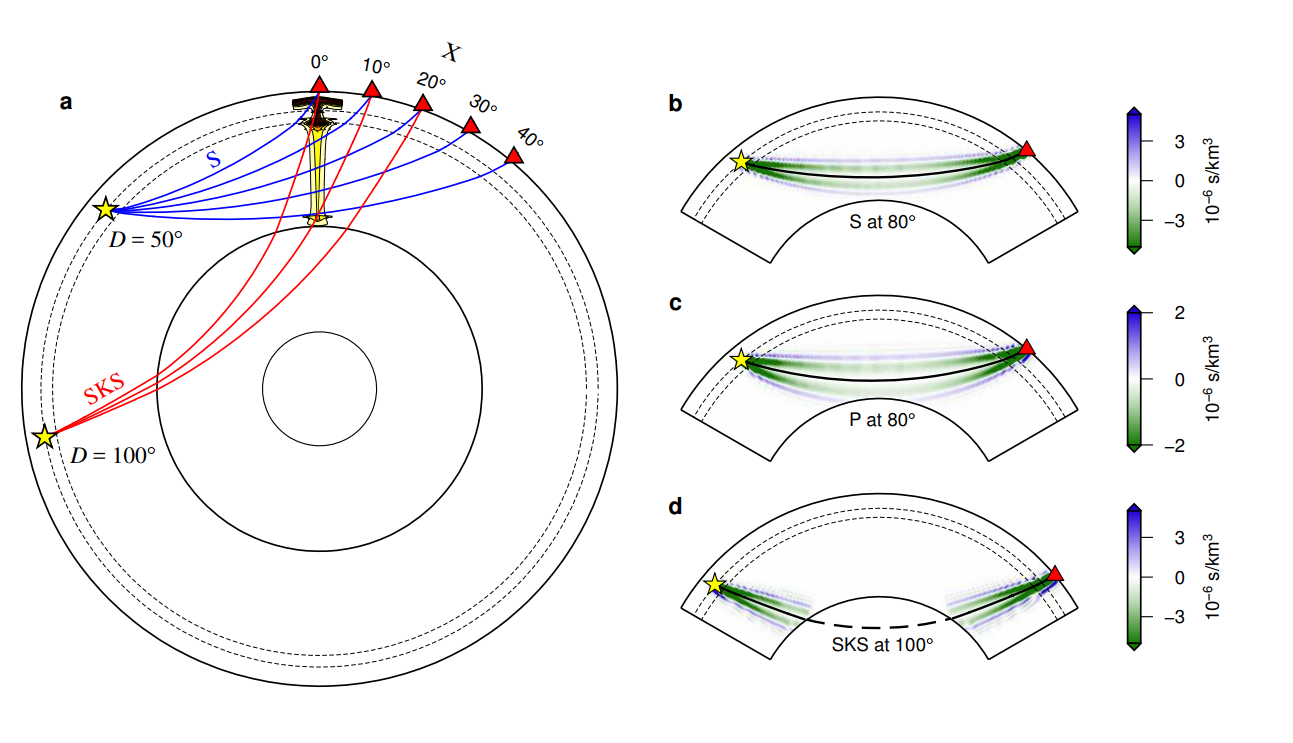 a
X
0°
10°
20°
30°
40°
S
D = 50°
SKS
D = 100°
b
S at 80°
3
0
−3
10⁻⁶ s/km³
c
P at 80°
2
0
−2
10⁻⁶ s/km³
d
SKS at 100°
3
0
−3
10⁻⁶ s/km³